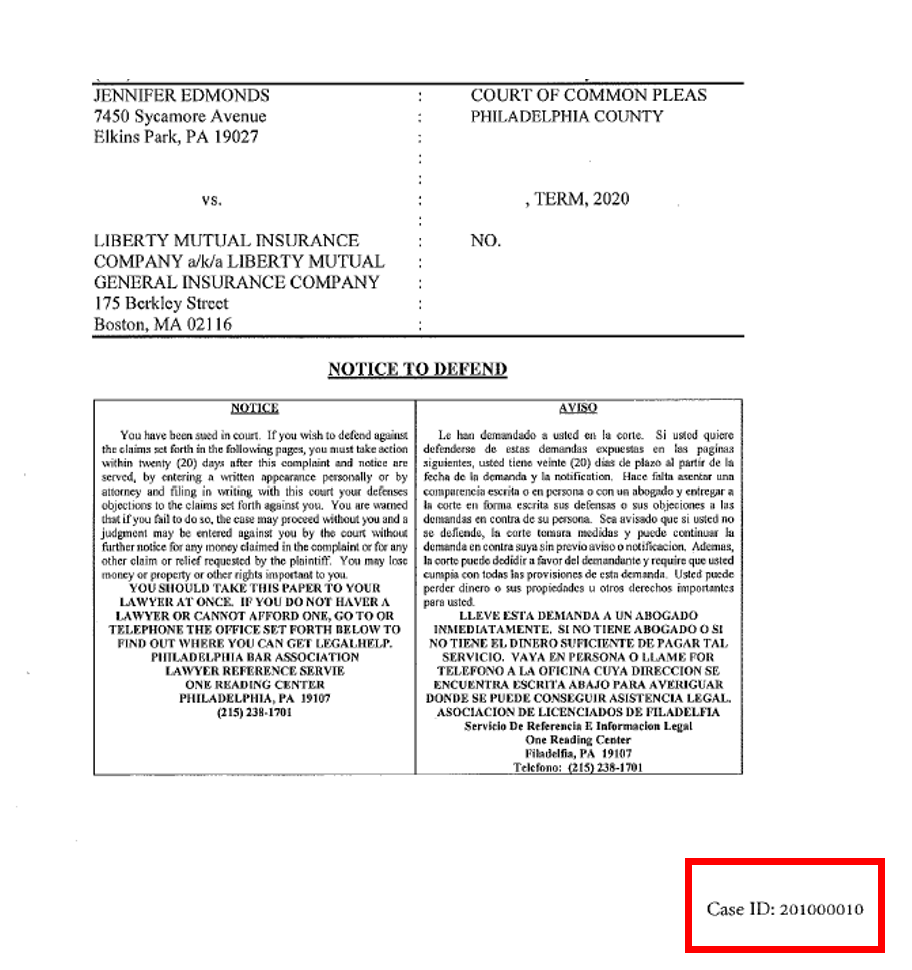 JENNIFER EDMONDS : COURT OF COMMON PLEAS
7450 Sycamore Avenue : PHILADELPHIA COUNTY
Elkins Park, PA 19027 :
:
:
vs. : , TERM, 2020
:
LIBERTY MUTUAL INSURANCE : NO.
COMPANY a/k/a LIBERTY MUTUAL :
GENERAL INSURANCE COMPANY :
175 Berkley Street :
Boston, MA 02116 :
NOTICE TO DEFEND
NOTICE
You have been sued in court. If you wish to defend against
the claims set forth in the following pages, you must take action
within twenty (20) days after this complaint and notice are
served, by entering a written appearance personally or by
attorney and filing in writing with this court your defenses
objections to the claims set forth against you. You are warned
that if you fail to do so, the case may proceed without you and a
judgment may be entered against you by the court without
further notice for any money claimed in the complaint or for any
other claim or relief requested by the plaintiff. You may lose
money or property or other rights important to you.
YOU SHOULD TAKE THIS PAPER TO YOUR
LAWYER AT ONCE. IF YOU DO NOT HAVER A
LAWYER OR CANNOT AFFORD ONE, GO TO OR
TELEPHONE THE OFFICE SET FORTH BELOW TO
FIND OUT WHERE YOU CAN GET LEGALHELP.
PHILADELPHIA BAR ASSOCIATION
LAWYER REFERENCE SERVIE
ONE READING CENTER
PHILADELPHIA, PA 19107
(215) 238-1701
AVISO
Le han demandado a usted en la corte. Si usted quiere
defenderse de estas demandas expuestas en las paginas
siguientes, usted tiene veinte (20) dias de plazo al partir de la
fecha de la demanda y la notification. Hace falta asentar una
comparencia escrita o en persona o con un abogado y entregar a
la corte en forma escrita sus defensas o sus objeciones a las
demandas en contra de su persona. Sea avisado que si usted no
se defiende, la corte tomara medidas y puede continuar la
demanda en contra suya sin previo aviso o notificacion. Ademas,
la corte puede dedidir a favor del demandante y require que usted
cumpia con todas las provisiones de esta demanda. Usted puede
perder dinero o sus propiedades u otros derechos importantes
para usted.
LLEVE ESTA DEMANDA A UN ABOGADO
INMEDIATAMENTE. SI NO TIENE ABOGADO O SI
NO TIENE EL DINERO SUFICIENTE DE PAGAR TAL
SERVICIO. VAYA EN PERSONA O LLAME FOR
TELEFONO A LA OFICINA CUYA DIRECCION SE
ENCUENTRA ESCRITA ABAJO PARA AVERIGUAR
DONDE SE PUEDE CONSEGUIR ASISTENCIA LEGAL.
ASOCIACION DE LICENCIADOS DE FILADELFIA
Servicio De Referencia E Informacion Legal
One Reading Center
Filadelfia, PA 19107
Telefono: (215) 238-1701
Case ID: 201000010